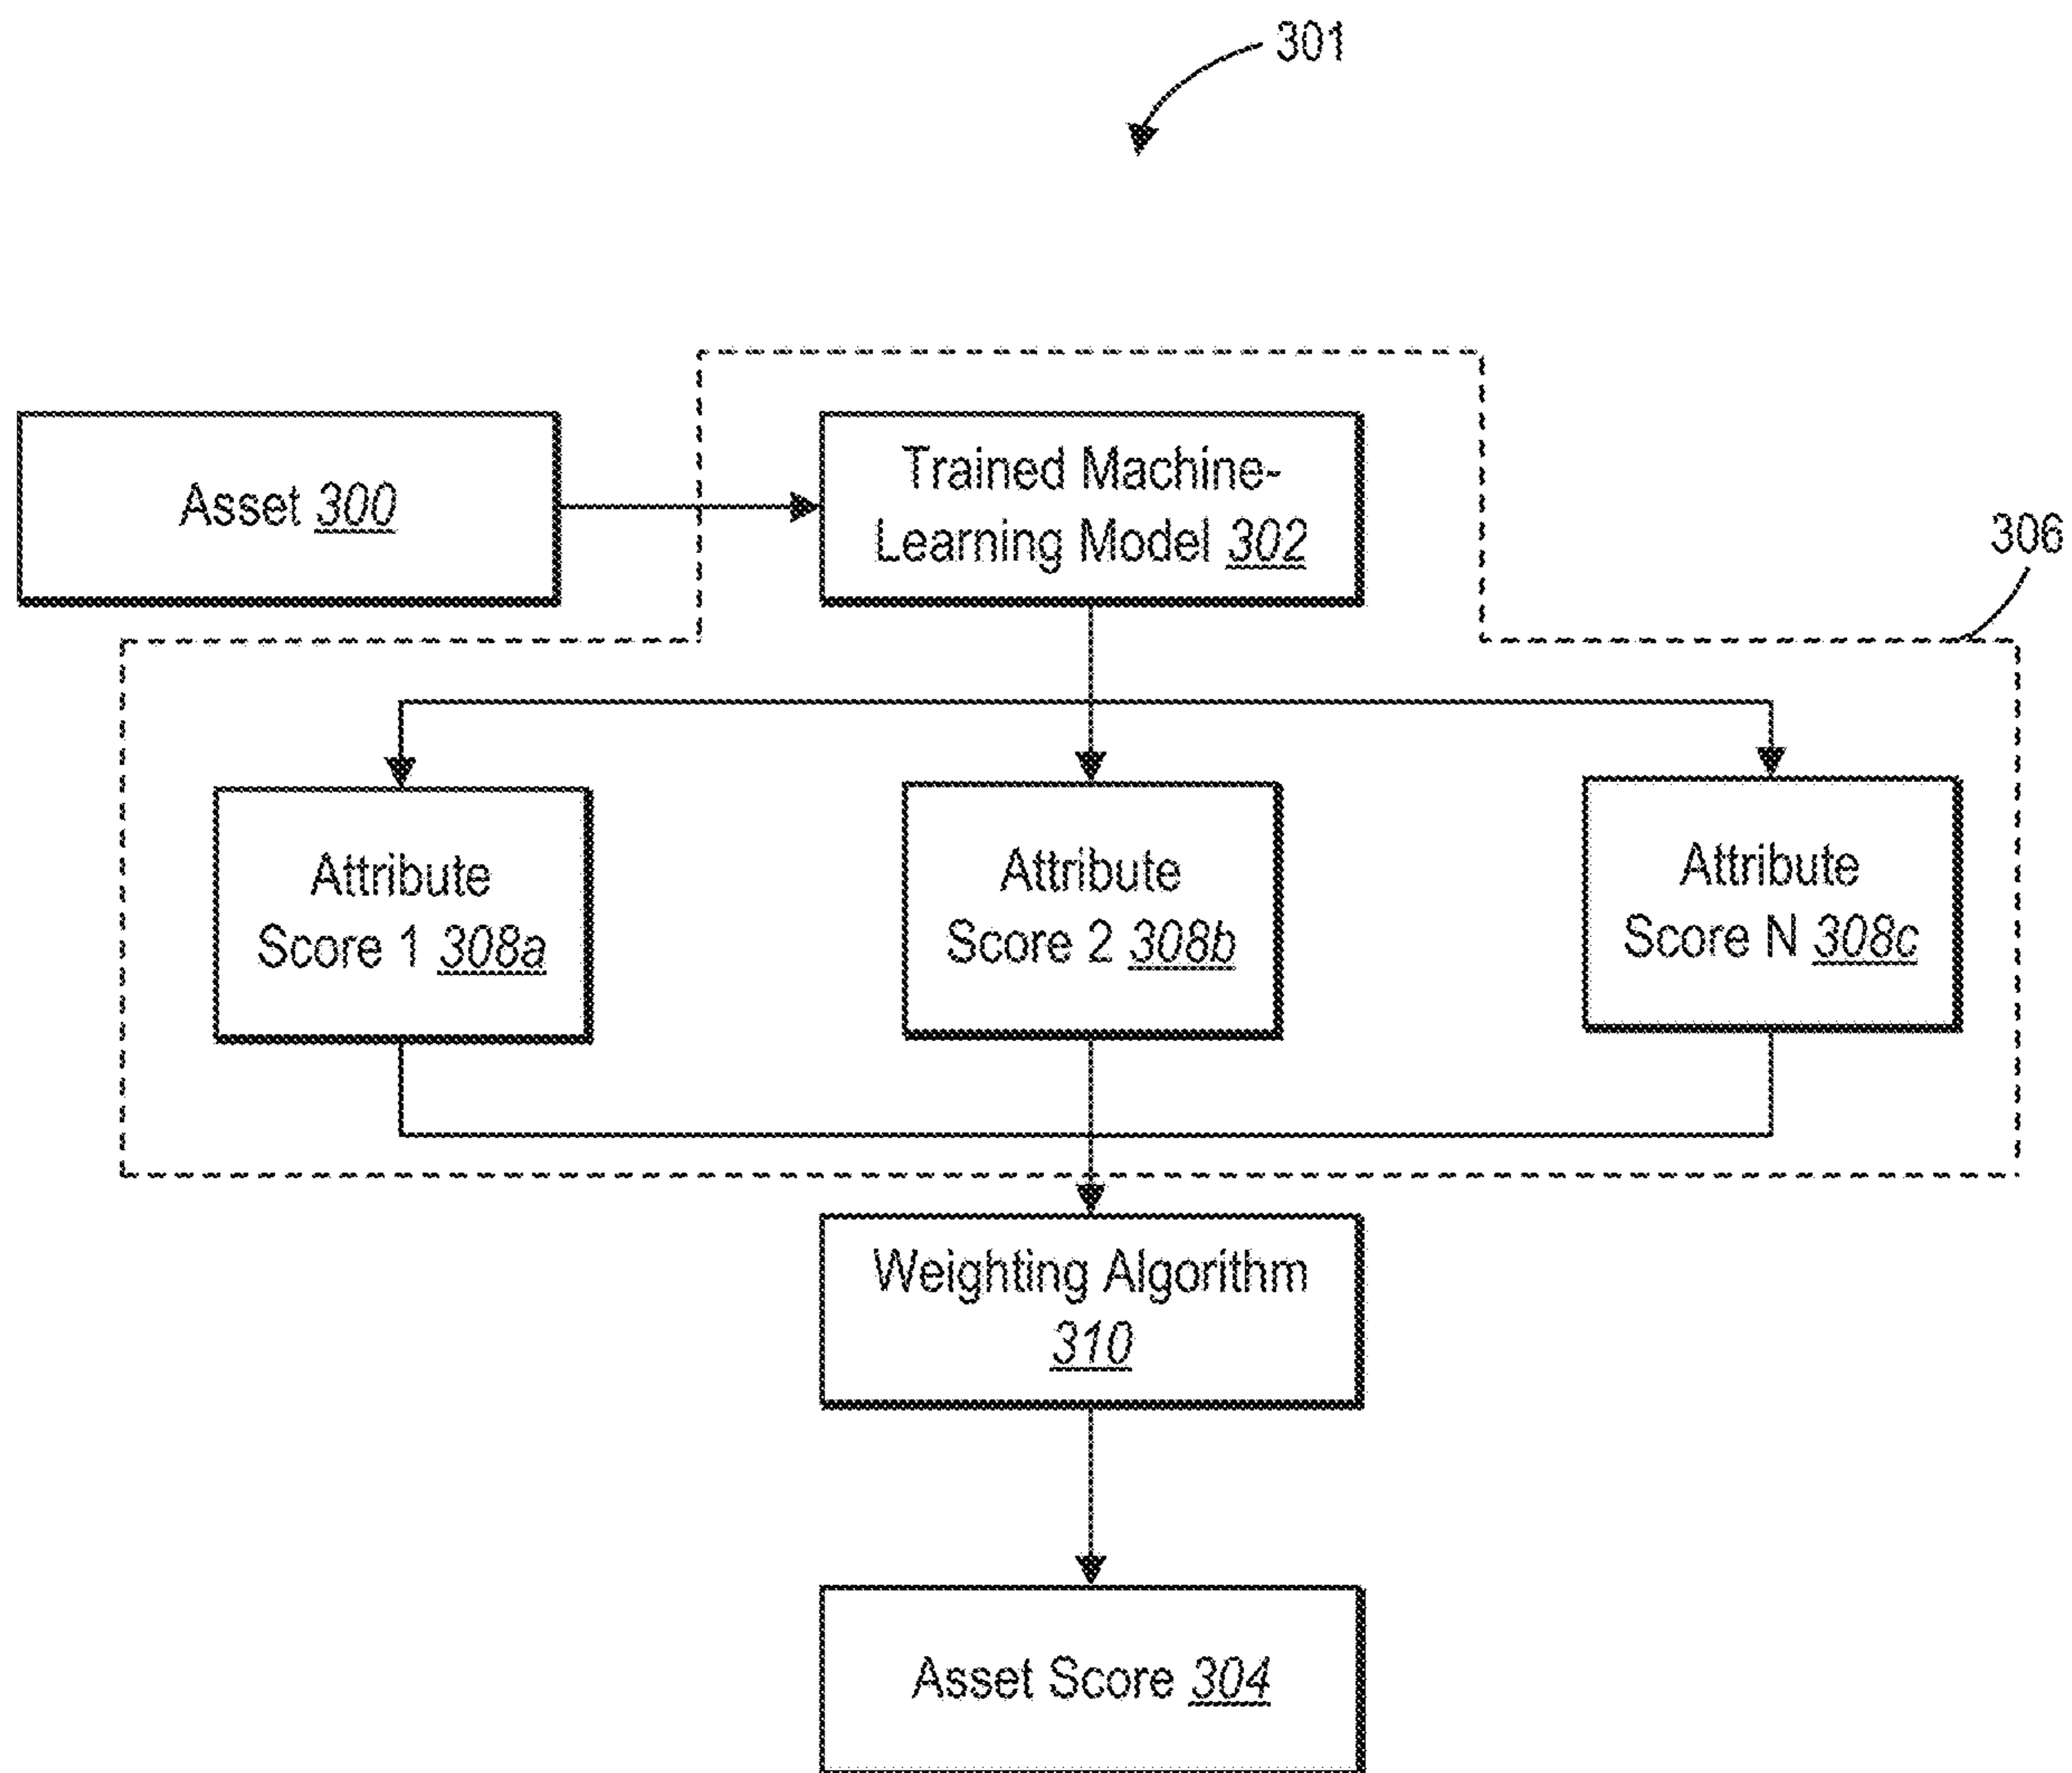 301
Asset 300
Trained Machine-
Learning Model 302
306
Attribute
Score 1 308a
Attribute
Score 2 308b
Attribute
Score N 308c
Weighting Algorithm
310
Asset Score 304